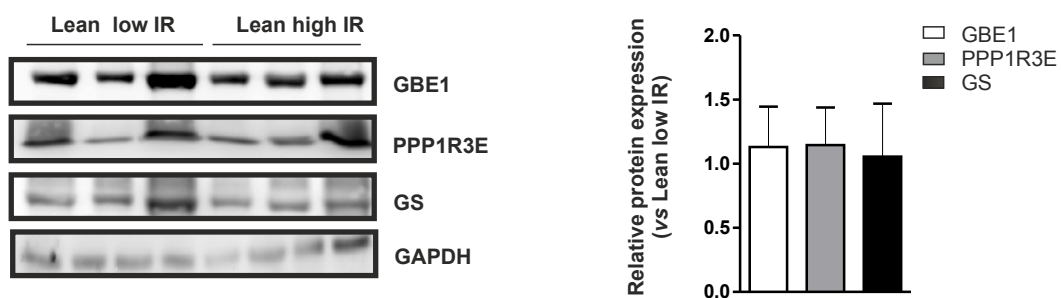 Lean low IR Lean high IR
GBE1
PPP1R3E
GS
GAPDH
Relative protein expression
(vs Lean low IR)
2.0
1.5
1.0
0.5
0.0
GBE1
PPP1R3E
GS